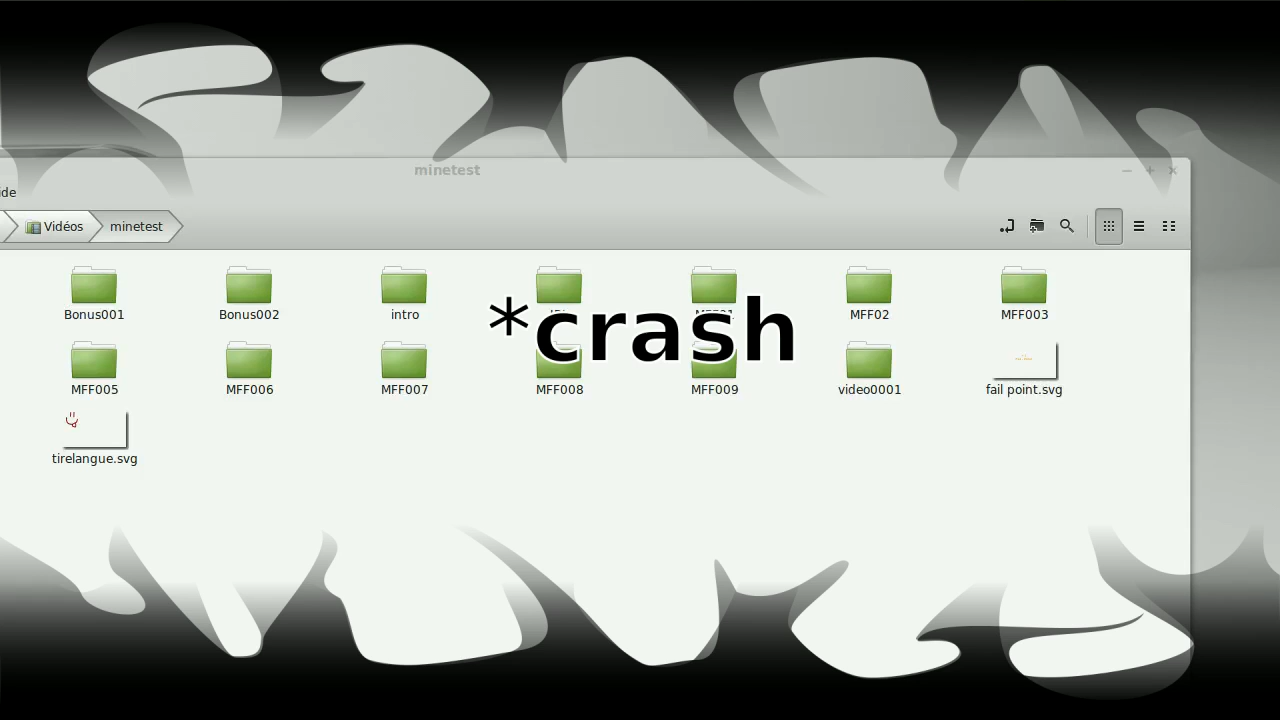 minetest
ide
Vidéos minetest
Bonus001 Bonus002 intro MFF02 MFF003
*crash
MFF005 MFF006 MFF007 MFF008 MFF009 video0001 fail point.svg
tirelangue.svg